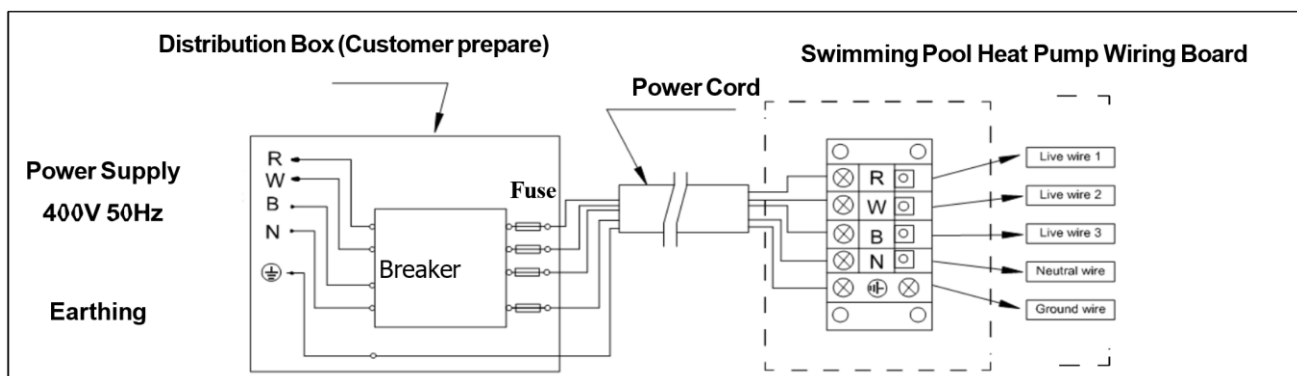 Distribution Box (Customer prepare)
Swimming Pool Heat Pump Wiring Board
Power Cord
Power Supply
400V 50Hz
Earthing
R
W
B
N
Breaker
Fuse
R
W
B
N
Live wire 1
Live wire 2
Live wire 3
Neutral wire
Ground wire